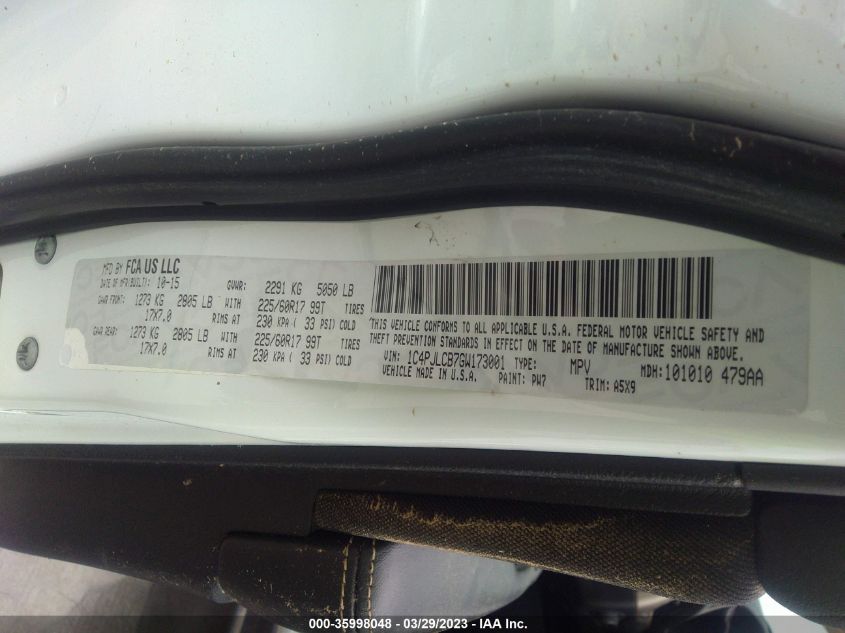 MFD BY FCA US LLC
DATE OF MFR(BUILT): 10-15 GVWR: 2291 KG 5050 LB
GAWR FRONT: 1273 KG 2805 LB WITH 225/60R17 99T TIRES
17X7.0 RIMS AT 230 KPA ( 33 PSI) COLD
GAWR REAR: 1273 KG 2805 LB WITH 225/60R17 99T TIRES
17X7.0 RIMS AT 230 KPA ( 33 PSI) COLD
THIS VEHICLE CONFORMS TO ALL APPLICABLE U.S.A. FEDERAL MOTOR VEHICLE SAFETY AND
THEFT PREVENTION STANDARDS IN EFFECT ON THE DATE OF MANUFACTURE SHOWN ABOVE.
VIN: 1C4PJLCB7GW173001 TYPE: MPV MDH: 101010 479AA
VEHICLE MADE IN U.S.A. PAINT: PW7 TRIM: A5X9
000-35998048 - 03/29/2023 - IAA Inc.